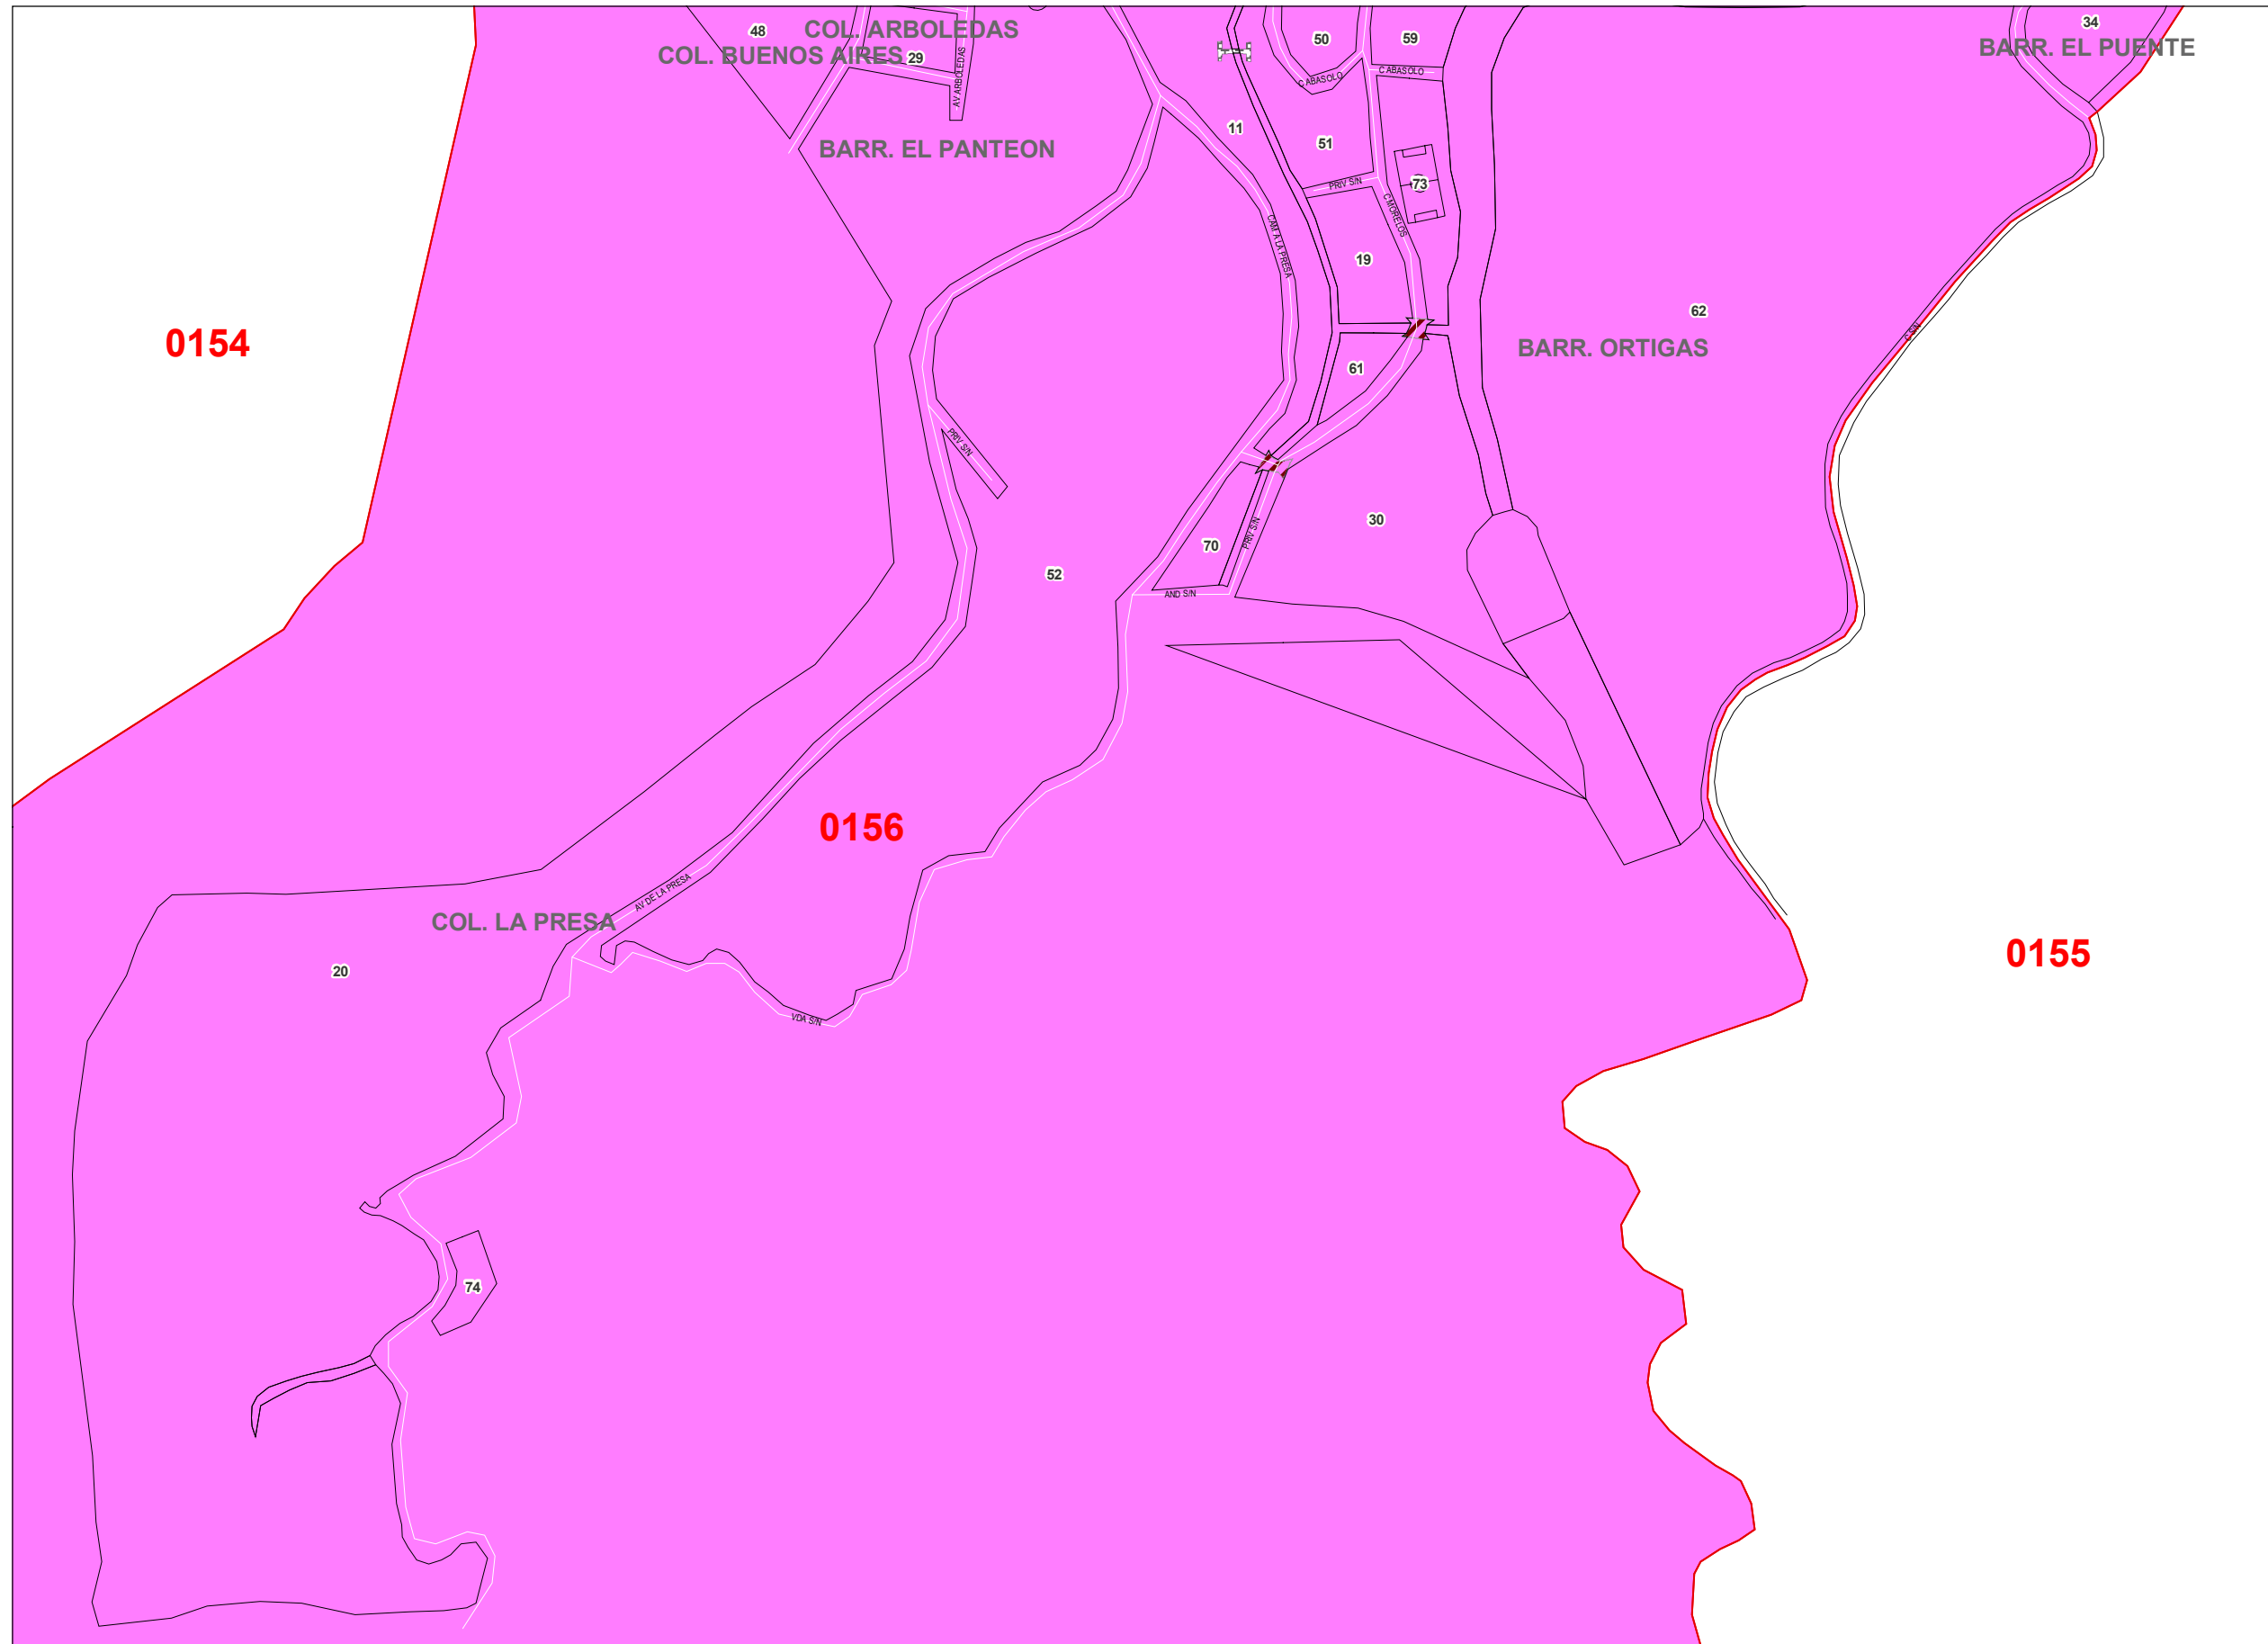 COL. ARBOLEDAS
48
50
59
34
COL. BUENOS AIRES
29
BARR. EL PUENTE
AV ARBOLEDAS
C ABASOLO
C ABASOLO
11
51
BARR. EL PANTEON
PRIV S/N
73
C MORELOS
CAM A LA PRESA
19
62
0154
C S/N
BARR. ORTIGAS
61
PRIV S/N
30
PRIV S/N
70
52
AND S/N
0156
AV DE LA PRESA
COL. LA PRESA
0155
20
VDA S/N
74